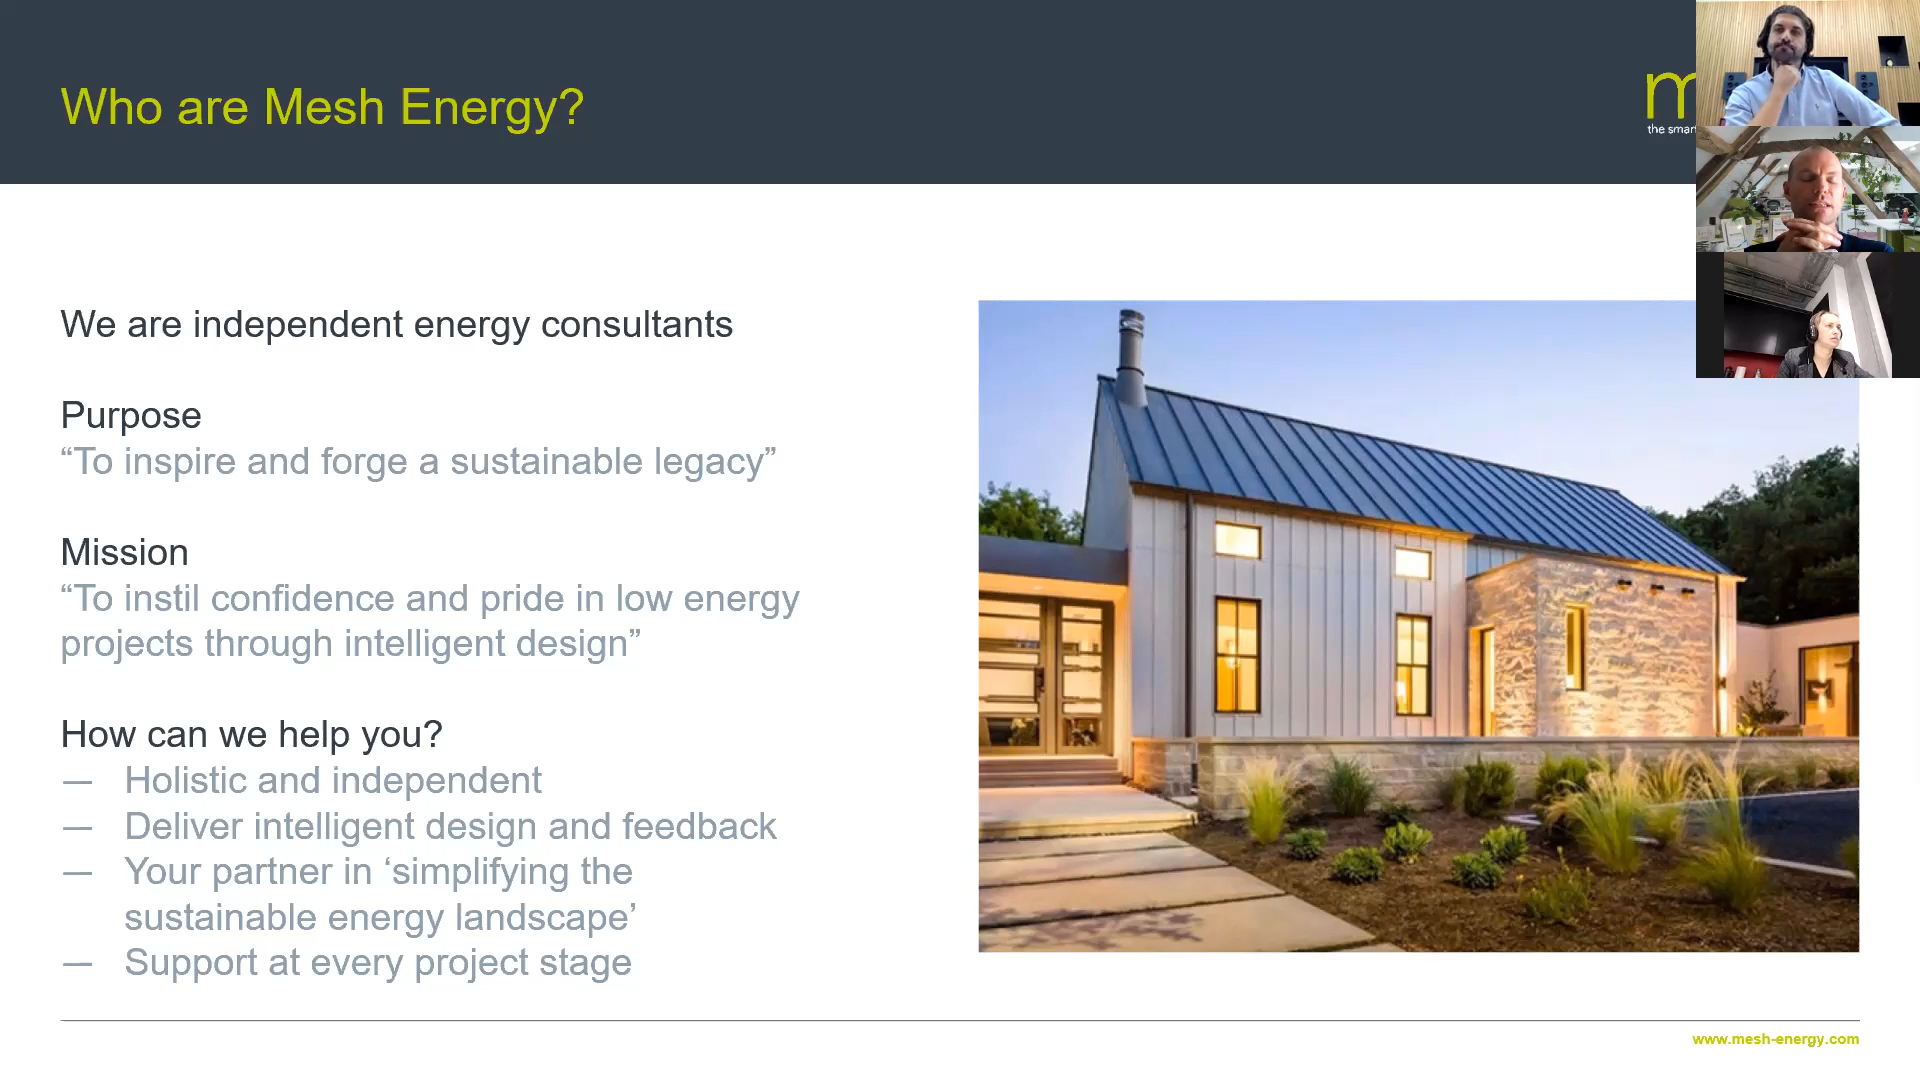 Who are Mesh Energy?
the smar
We are independent energy consultants
Purpose
“To inspire and forge a sustainable legacy”
Mission
“To instil confidence and pride in low energy
projects through intelligent design”
How can we help you?
— Holistic and independent
— Deliver intelligent design and feedback
— Your partner in ‘simplifying the
sustainable energy landscape’
— Support at every project stage
www.mesh-energy.com